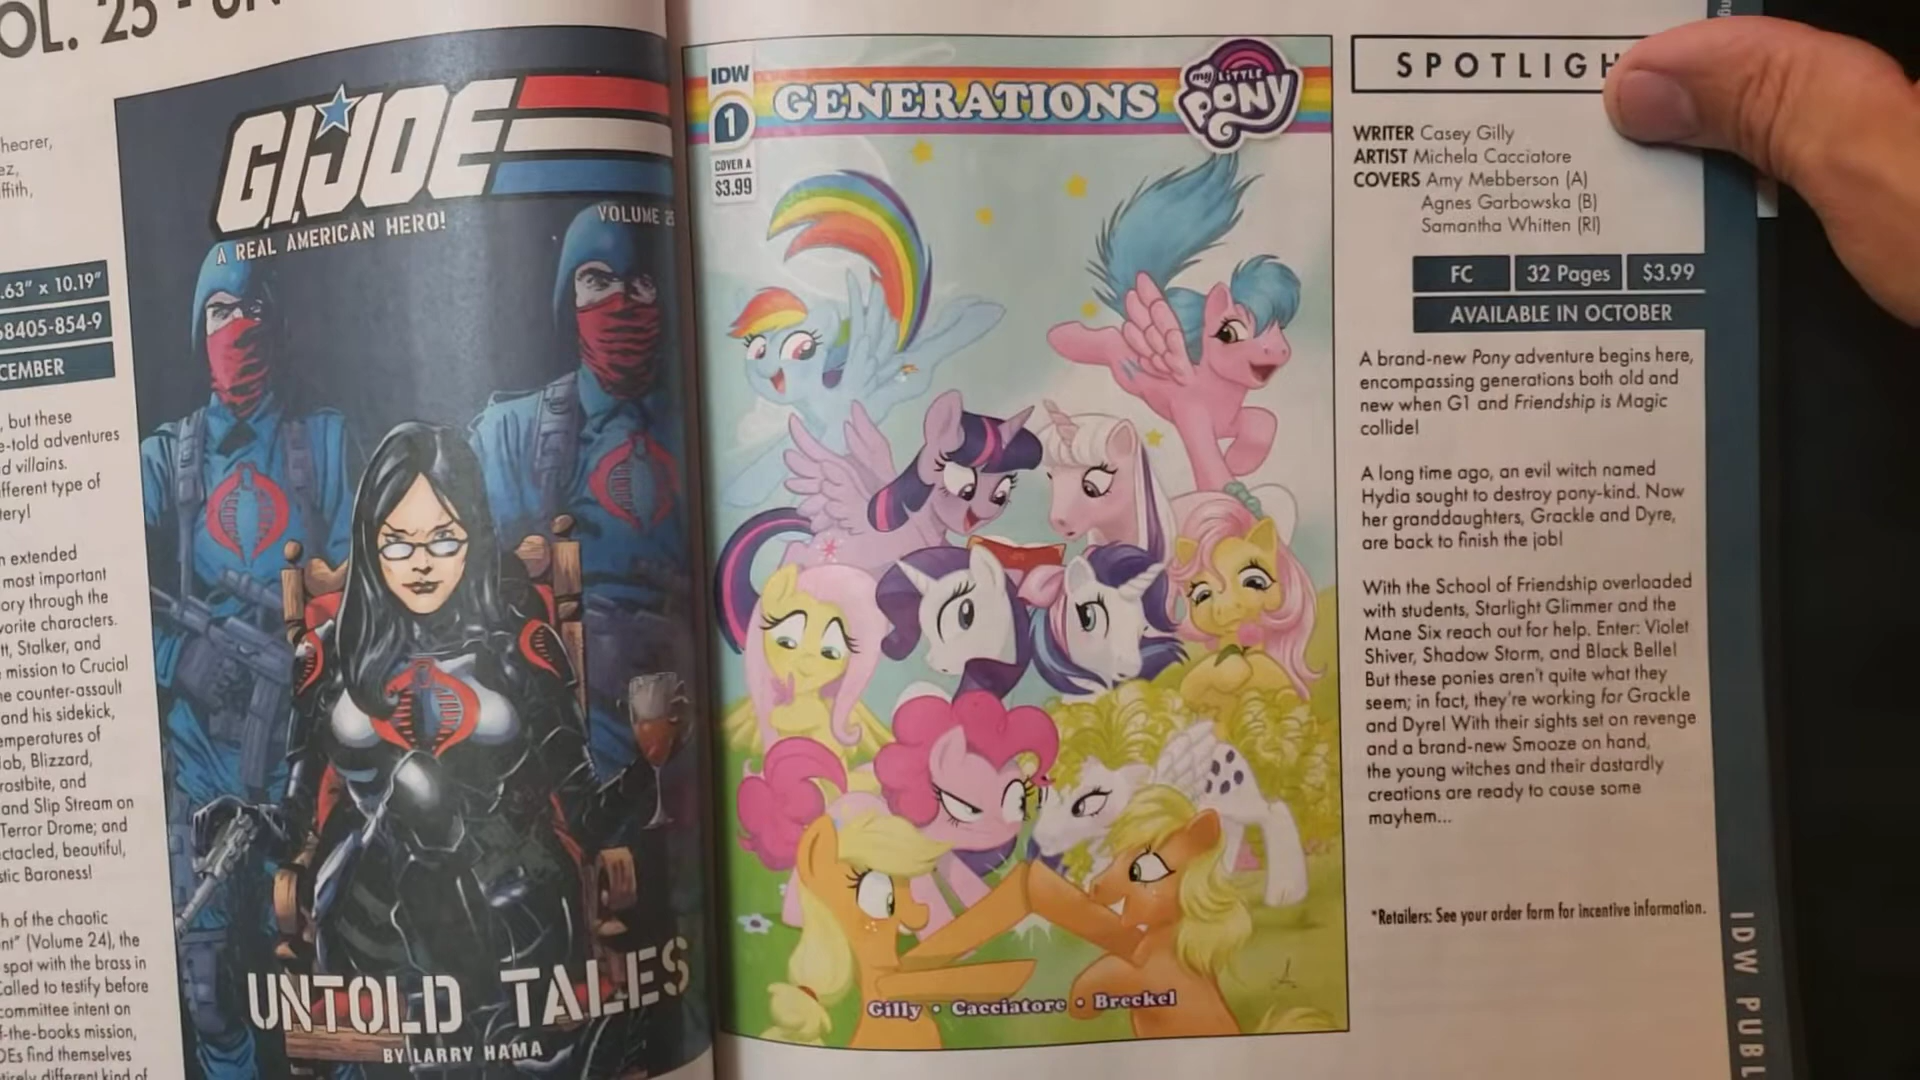 OL. 25 -
hearer,
ez,
ffith,
.63" x 10.19"
68405-854-9
CEMBER
, but these
e-told adventures
d villains.
fferent type of
tery!
n extended
most important
ory through the
vorite characters.
tt, Stalker, and
mission to Crucial
he counter-assault
and his sidekick,
emperatures of
ob, Blizzard,
rostbite, and
and Slip Stream on
Terror Drome; and
ctacled, beautiful,
stic Baroness!
h of the chaotic
nt" (Volume 24), the
spot with the brass in
Called to testify before
committee intent on
f-the-books mission,
OEs find themselves
tirely different kind of
G.I. JOE
A REAL AMERICAN HERO!
VOLUME 25
UNTOLD TALES
BY LARRY HAMA
IDW
1
COVER A
$3.99
GENERATIONS
my LITTLE
PONY
Gilly • Cacciatore • Breckel
SPOTLIGH
WRITER Casey Gilly
ARTIST Michela Cacciatore
COVERS Amy Mebberson (A)
Agnes Garbowska (B)
Samantha Whitten (RI)
FC 32 Pages $3.99
AVAILABLE IN OCTOBER
A brand-new Pony adventure begins here,
encompassing generations both old and
new when G1 and Friendship is Magic
collide!
A long time ago, an evil witch named
Hydia sought to destroy pony-kind. Now
her granddaughters, Grackle and Dyre,
are back to finish the job!
With the School of Friendship overloaded
with students, Starlight Glimmer and the
Mane Six reach out for help. Enter: Violet
Shiver, Shadow Storm, and Black Belle!
But these ponies aren't quite what they
seem; in fact, they're working for Grackle
and Dyre! With their sights set on revenge
and a brand-new Smooze on hand,
the young witches and their dastardly
creations are ready to cause some
mayhem...
*Retailers: See your order form for incentive information.
IDW PUBL